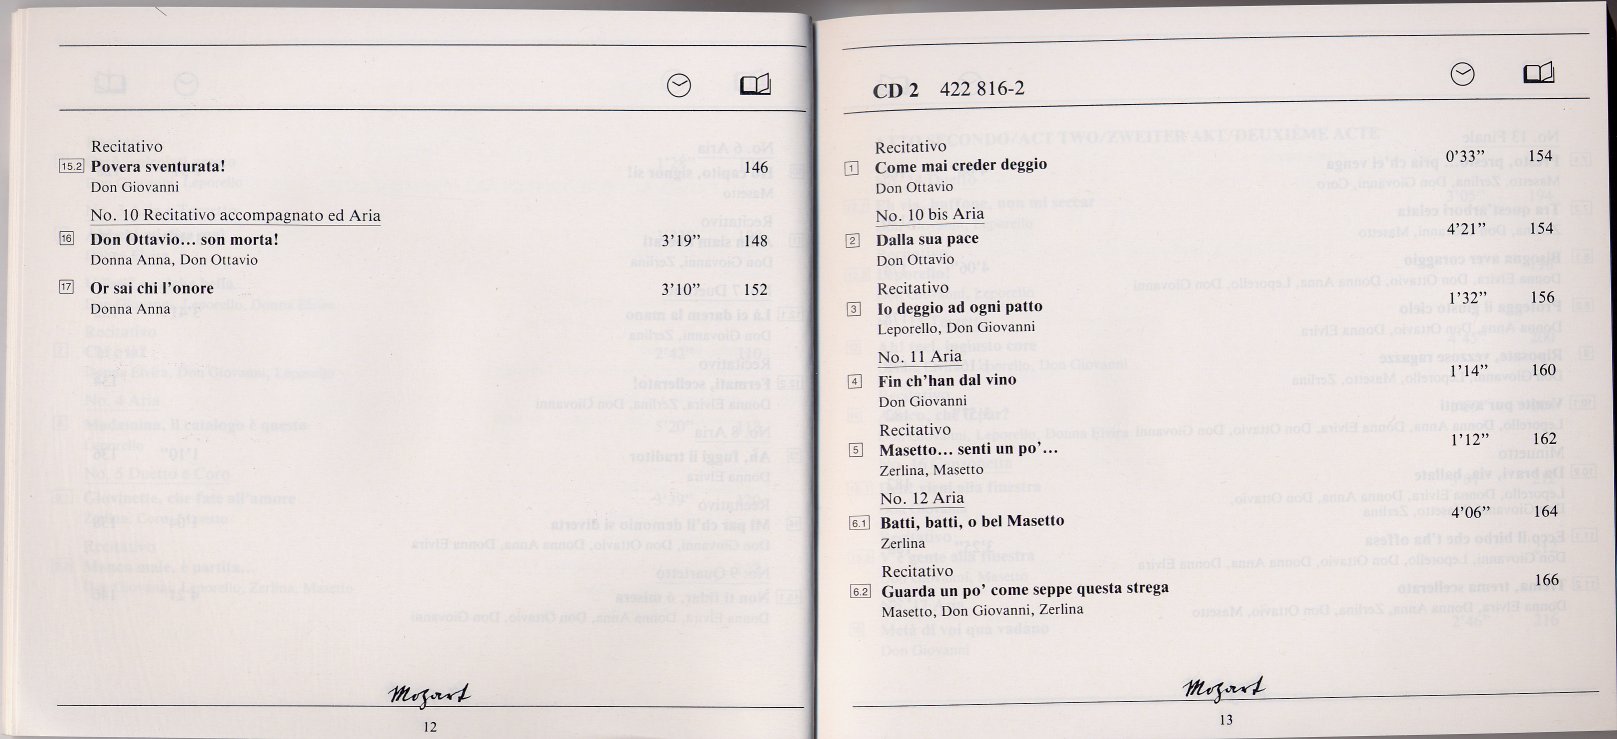 Recitativo
15.2 Povera sventurata! 146
Don Giovanni
No. 10 Recitativo accompagnato ed Aria
16 Don Ottavio... son morta! 3'19” 148
Donna Anna, Don Ottavio
17 Or sai chi l'onore 3'10” 152
Donna Anna
Mozart
12
CD 2 422 816-2
Recitativo
1 Come mai creder deggio 0'33” 154
Don Ottavio
No. 10 bis Aria
2 Dalla sua pace 4'21” 154
Don Ottavio
Recitativo
3 Io deggio ad ogni patto 1'32” 156
Leporello, Don Giovanni
No. 11 Aria
4 Fin ch'han dal vino 1'14” 160
Don Giovanni
Recitativo
5 Masetto... senti un po'... 1'12” 162
Zerlina, Masetto
No. 12 Aria
6.1 Batti, batti, o bel Masetto 4'06” 164
Zerlina
Recitativo
6.2 Guarda un po' come seppe questa strega 166
Masetto, Don Giovanni, Zerlina
Mozart
13